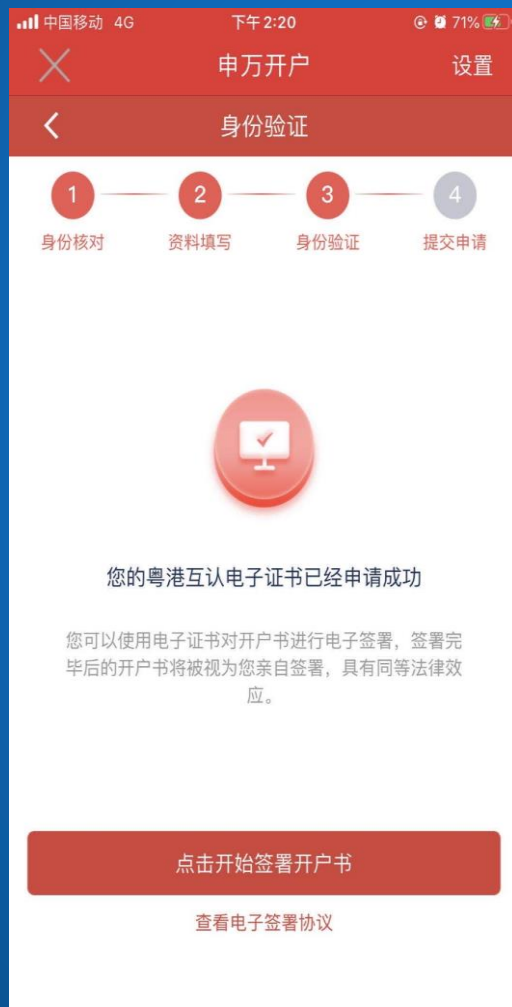 中国移动 4G 下午2:20 71%
申万开户 设置
身份验证
1 2 3 4
身份核对 资料填写 身份验证 提交申请
您的粤港互认电子证书已经申请成功
您可以使用电子证书对开户书进行电子签署，签署完
毕后的开户书将被视为您亲自签署，具有同等法律效
应。
点击开始签署开户书
查看电子签署协议